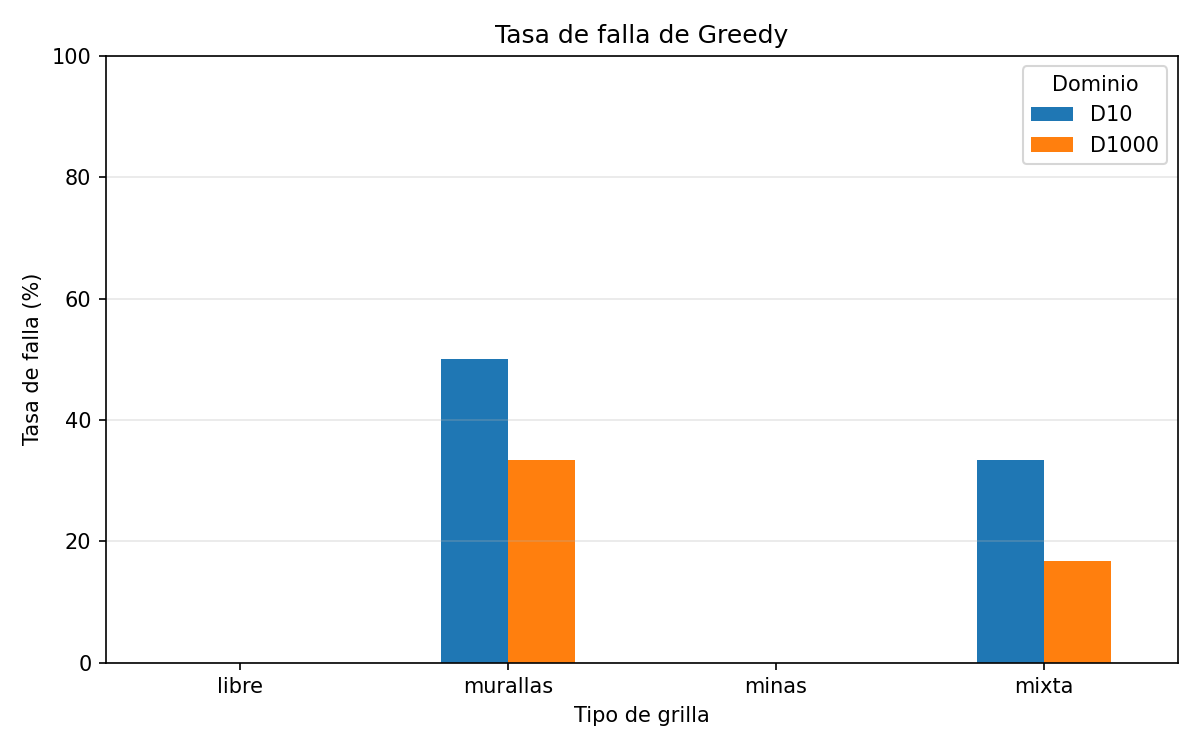 Tasa de falla de Greedy
Dominio
D10
D1000
Tasa de falla (%)
100
80
60
40
20
0
libre
murallas
minas
mixta
Tipo de grilla